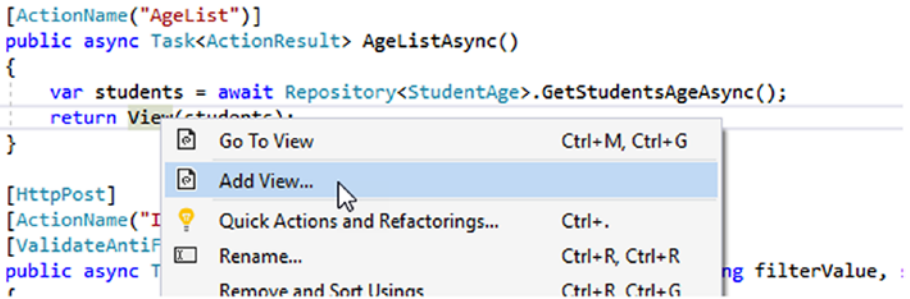 [ActionName("AgeList")]
public async Task<ActionResult> AgeListAsync()
{
var students = await Repository<StudentAge>.GetStudentsAgeAsync();
return View(students);
}
Go To View Ctrl+M, Ctrl+G
Add View...
[HttpPost]
[ActionName("I
Quick Actions and Refactorings... Ctrl+.
[ValidateAntiF
Rename... Ctrl+R, Ctrl+R
public async T ng filterValue,
Remove and Sort Usings Ctrl+R, Ctrl+G